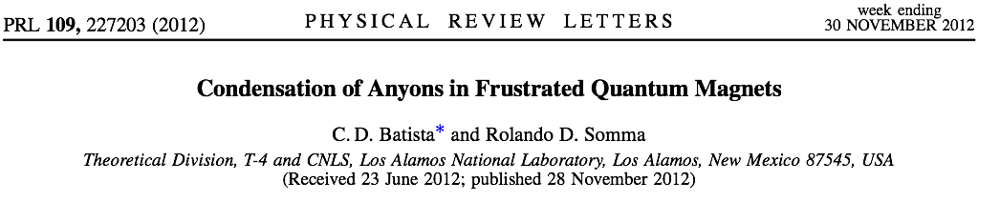 PRL 109, 227203 (2012)
PHYSICAL REVIEW LETTERS
week ending
30 NOVEMBER 2012
Condensation of Anyons in Frustrated Quantum Magnets
C. D. Batista* and Rolando D. Somma
Theoretical Division, T-4 and CNLS, Los Alamos National Laboratory, Los Alamos, New Mexico 87545, USA
(Received 23 June 2012; published 28 November 2012)